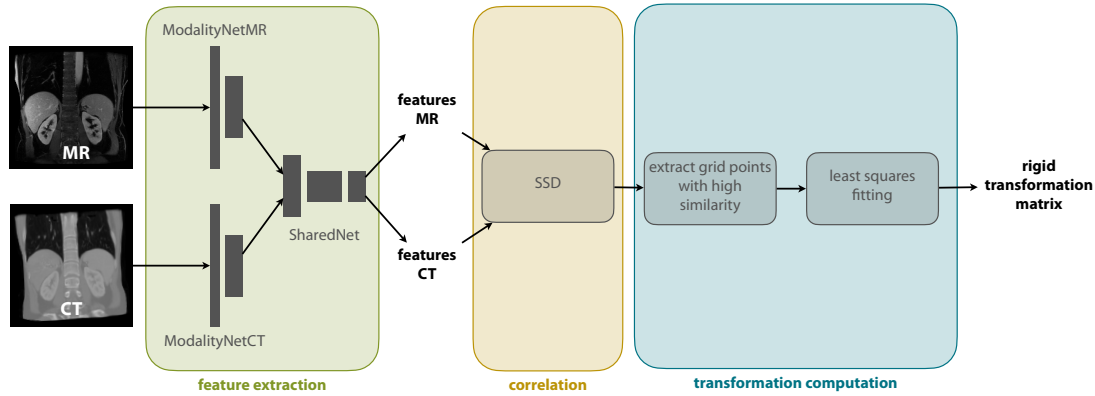 ModalityNetMR
MR
CT
ModalityNetCT
SharedNet
feature extraction
features
MR
features
CT
SSD
correlation
extract grid points
with high
similarity
least squares
fitting
transformation computation
rigid
transformation
matrix